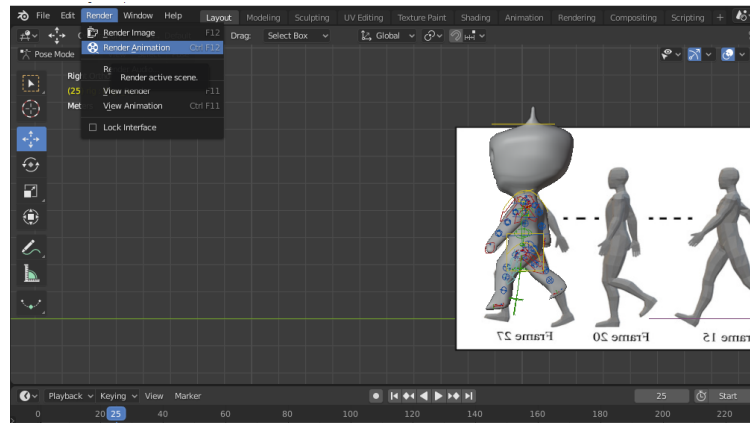 File Edit Render Window Help Layout Modeling Sculpting UV Editing Texture Paint Shading Animation Rendering Compositing Scripting +
Render Image F12 Drag: Select Box Global
Render Animation Ctrl F12
Pose Mode
Render active scene.
(25)
View Render F11
View Animation Ctrl F11
Lock Interface
Frame 27 Frame 20 Frame 15
Playback Keying View Marker 25 Start
0 20 25 40 60 80 100 120 140 160 180 200 220